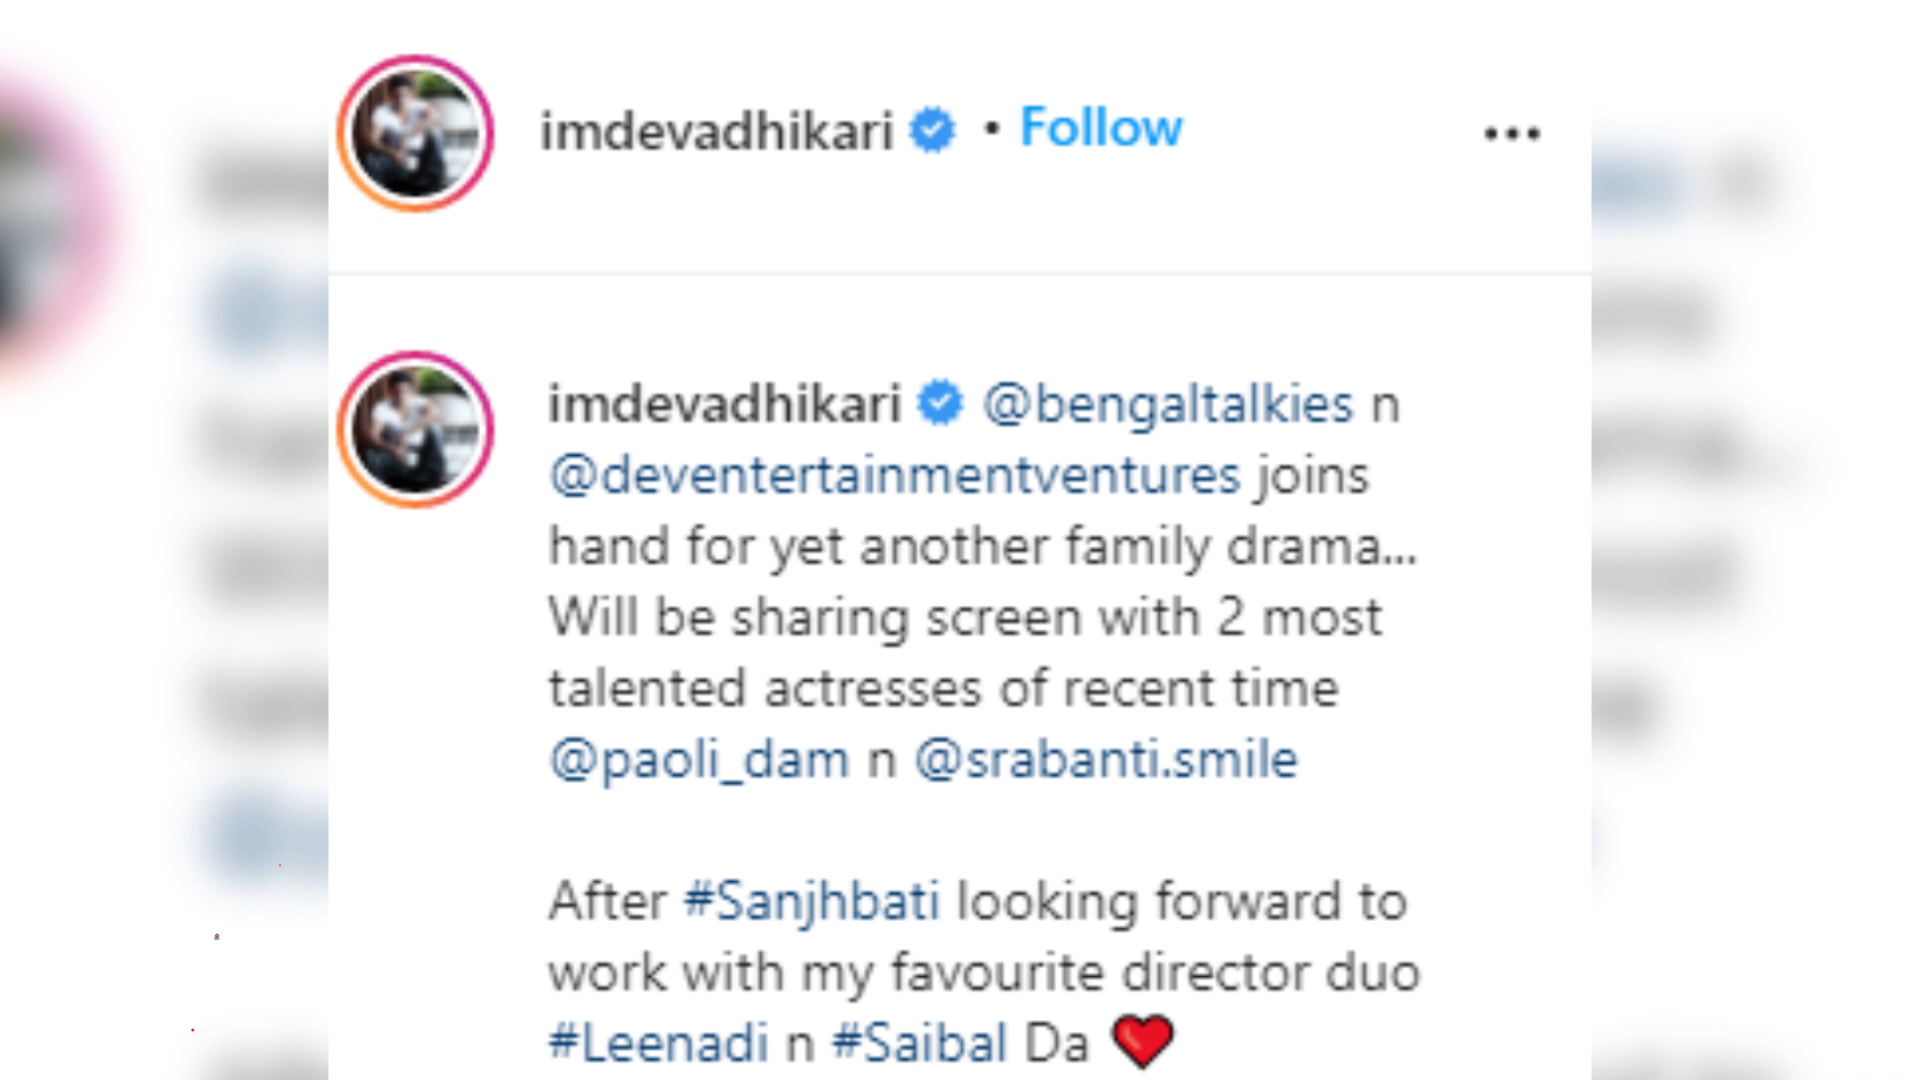 imdevadhikari • Follow
imdevadhikari @bengaltalkies n
@deventertainmentventures joins
hand for yet another family drama...
Will be sharing screen with 2 most
talented actresses of recent time
@paoli_dam n @srabanti.smile
After #Sanjhbati looking forward to
work with my favourite director duo
#Leenadi n #Saibal Da ❤️